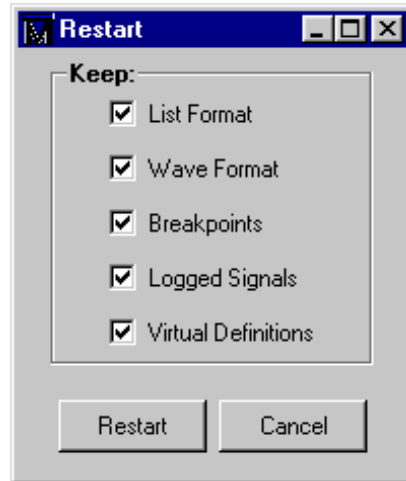 Restart
Keep:
List Format
Wave Format
Breakpoints
Logged Signals
Virtual Definitions
Restart Cancel